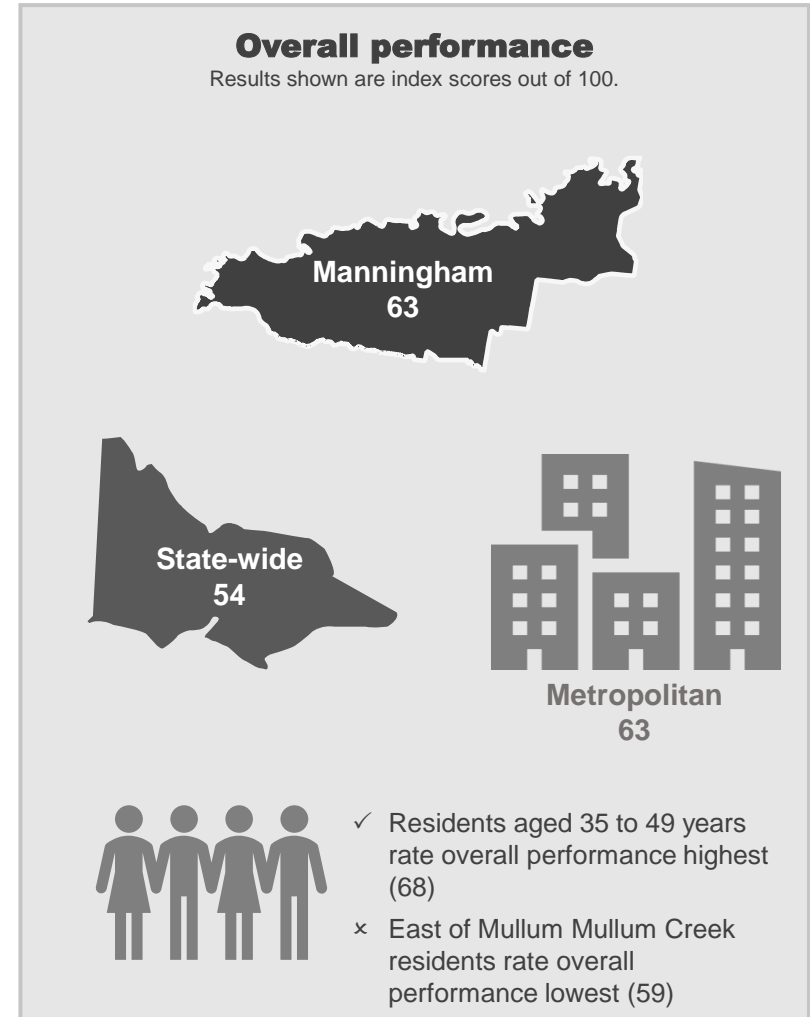 Overall performance
Results shown are index scores out of 100.
Manningham
63
State-wide
54
Metropolitan
63
✓ Residents aged 35 to 49 years
rate overall performance highest
(68)
× East of Mullum Mullum Creek
residents rate overall
performance lowest (59)